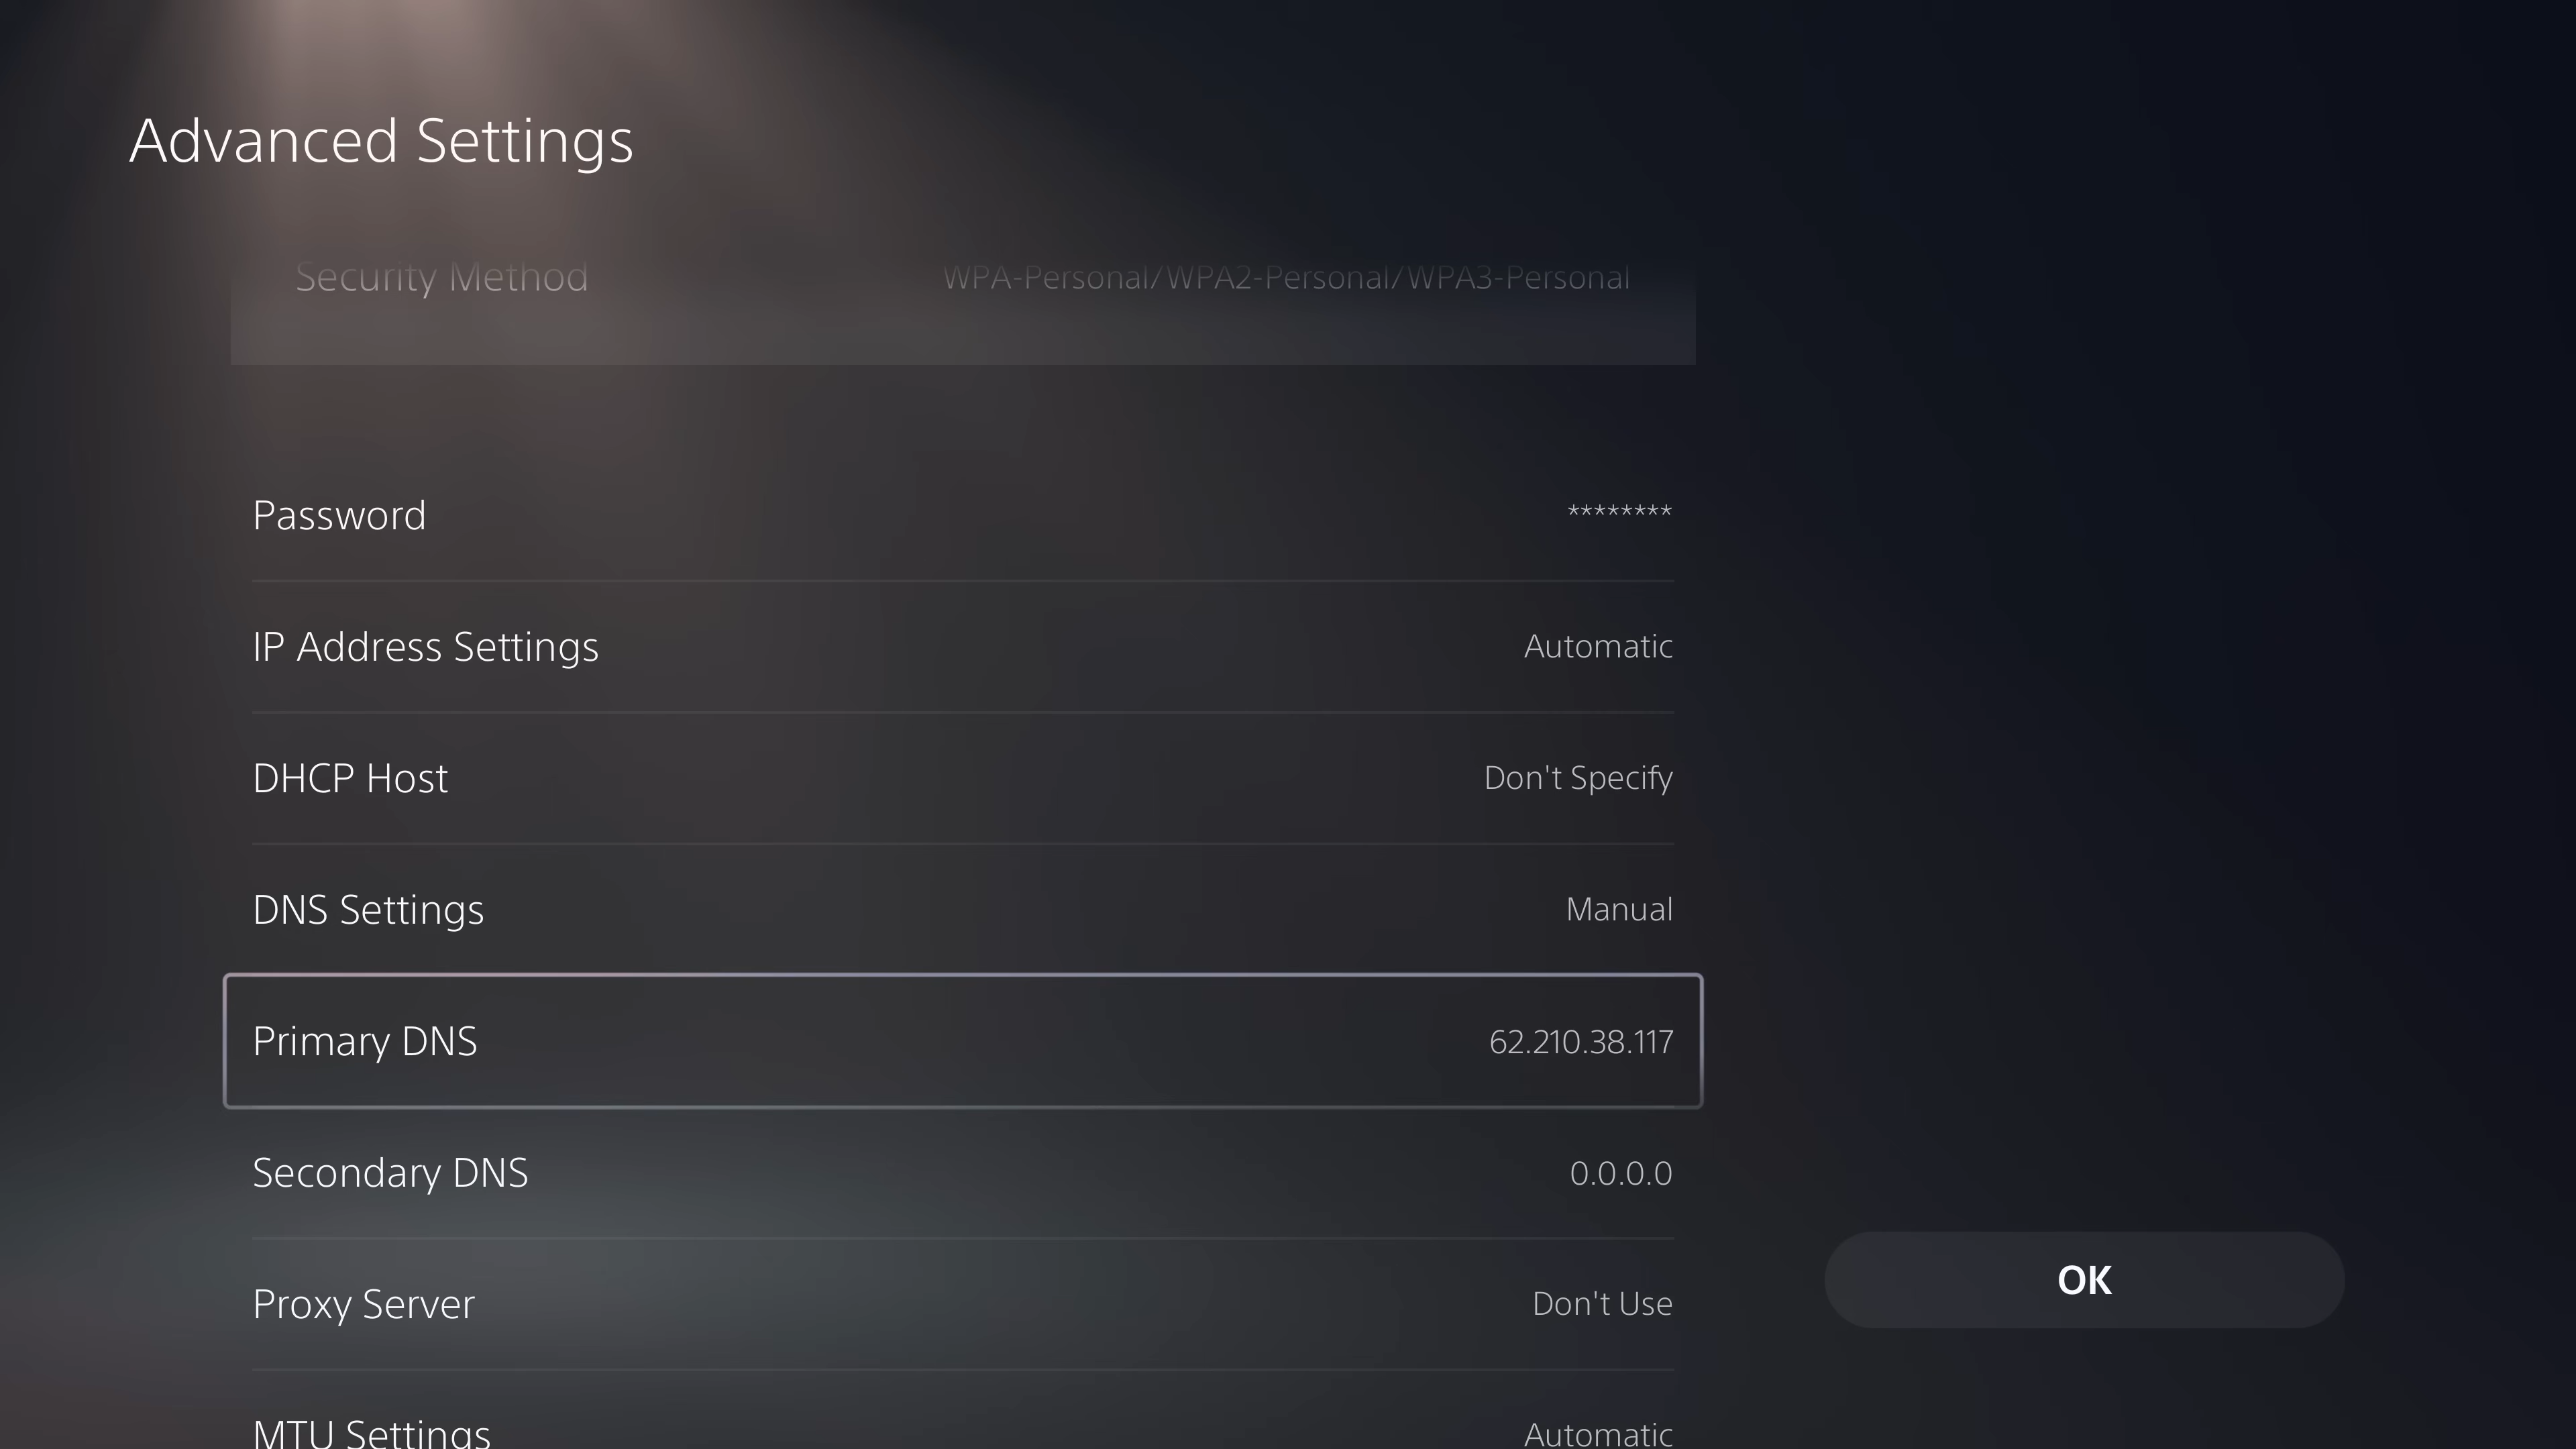 Advanced Settings
Security Method WPA-Personal/WPA2-Personal/WPA3-Personal
Password ********
IP Address Settings Automatic
DHCP Host Don't Specify
DNS Settings Manual
Primary DNS 62.210.38.117
Secondary DNS 0.0.0.0
Proxy Server Don't Use
MTU Settings Automatic
OK